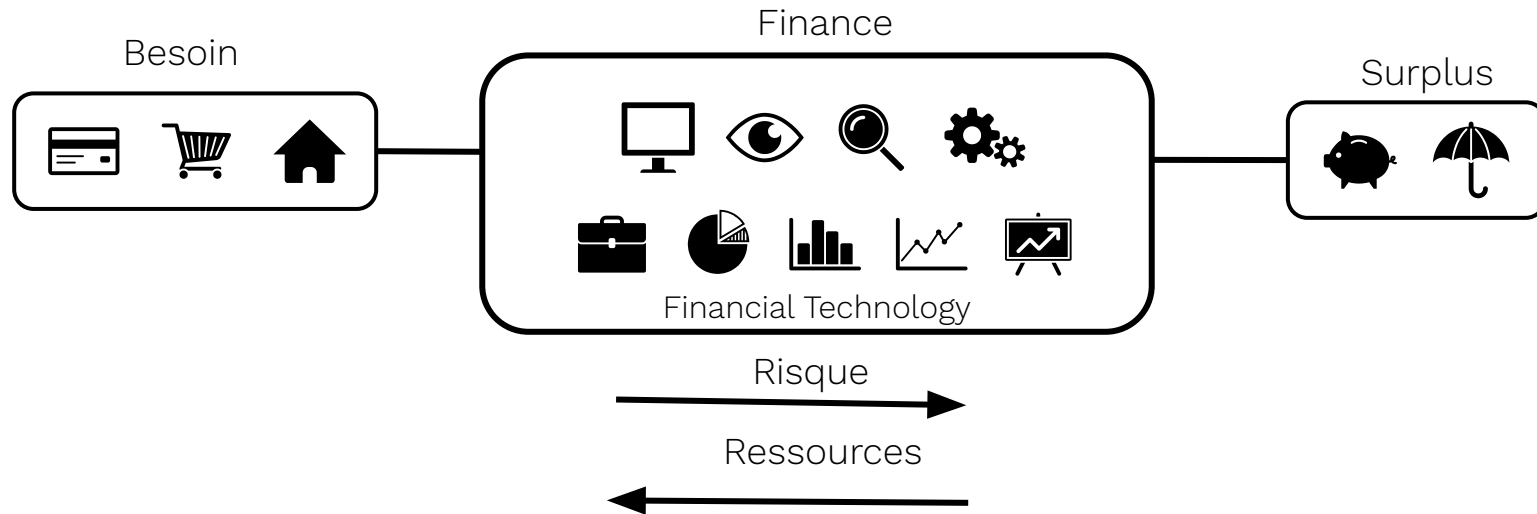 Besoin
Finance
Surplus
Financial Technology
Risque
Ressources